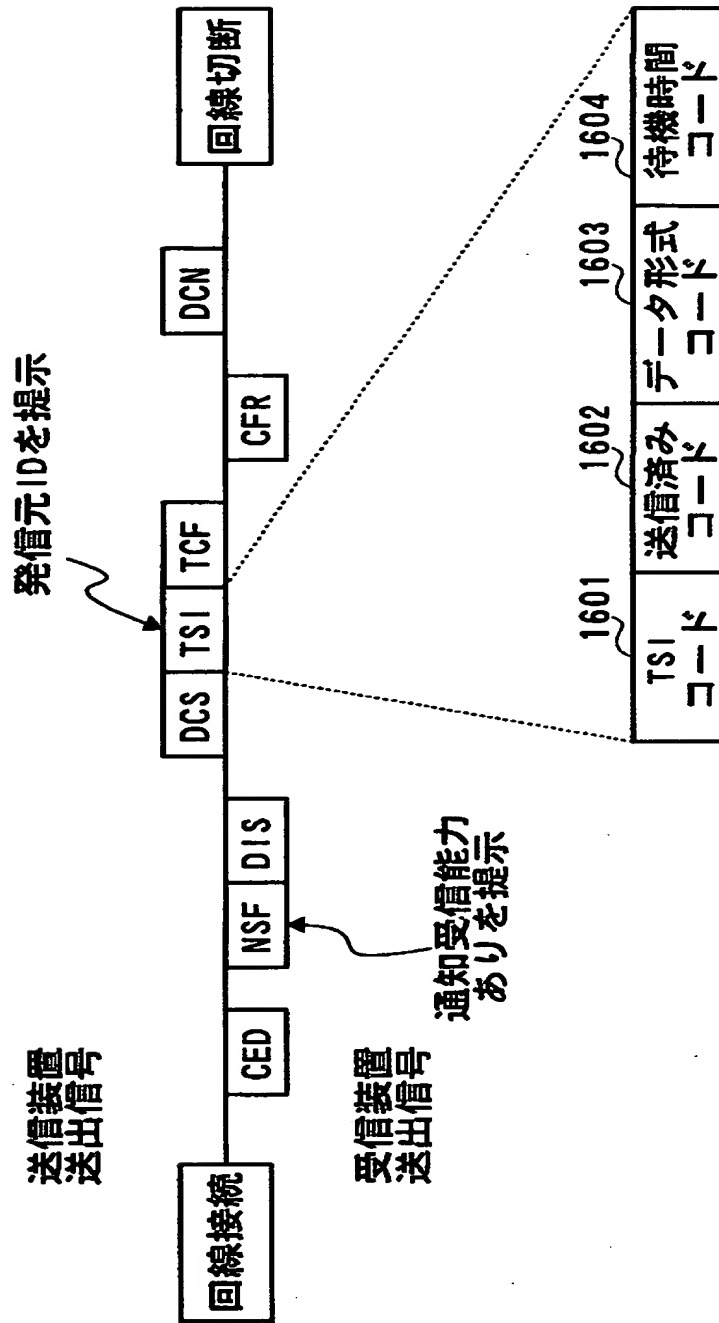 送信装置
送出信号
発信元IDを提示
回線接続
CED
NSF
DIS
DCS
TSI
TCF
CFR
DCN
回線切断
受信装置
送出信号
通知受信能力
ありを提示
1601
1602
1603
1604
TSI
コード
送信済み
コード
データ形式
コード
待機時間
コード